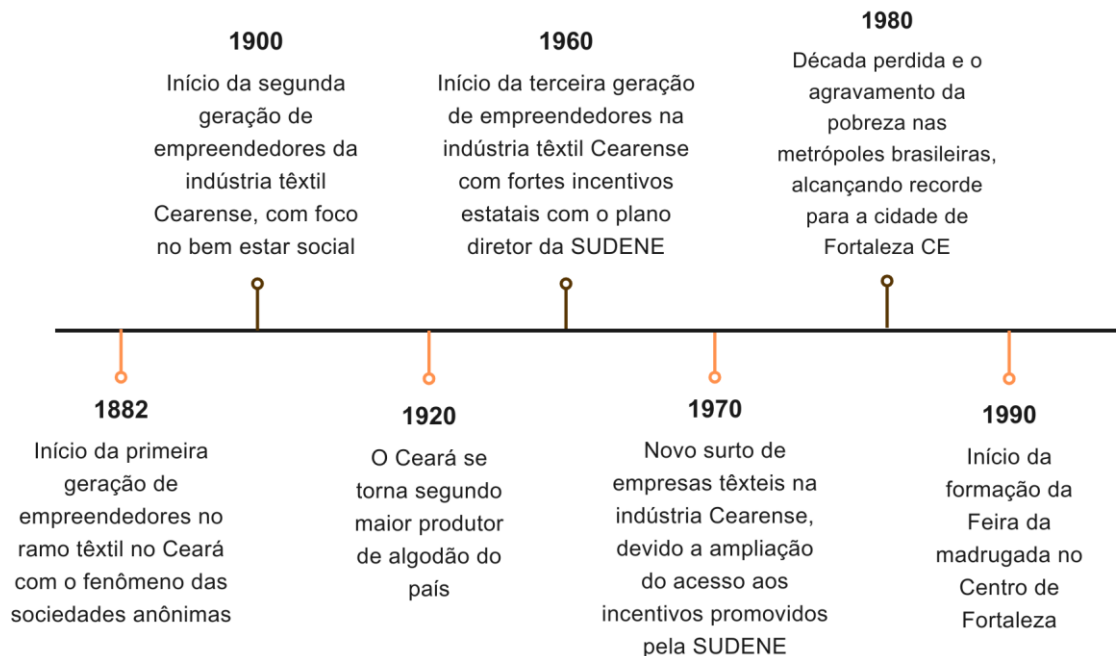 1882
Início da primeira
geração de
empreendedores no
ramo têxtil no Ceará
com o fenômeno das
sociedades anônimas
1900
Início da segunda
geração de
empreendedores da
indústria têxtil
Cearense, com foco
no bem estar social
1920
O Ceará se
torna segundo
maior produtor
de algodão do
país
1960
Início da terceira geração
de empreendedores na
indústria têxtil Cearense
com fortes incentivos
estatais com o plano
diretor da SUDENE
1970
Novo surto de
empresas têxteis na
indústria Cearense,
devido a ampliação
do acesso aos
incentivos promovidos
pela SUDENE
1980
Década perdida e o
agravamento da
pobreza nas
metrópoles brasileiras,
alcançando recorde
para a cidade de
Fortaleza CE
1990
Início da
formação da
Feira da
madrugada no
Centro de
Fortaleza